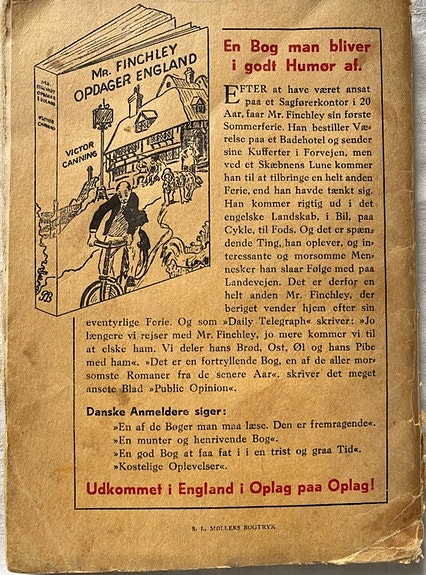 MR. FINCHLEY OPDAGER ENGLAND
VICTOR CANNING
Mr. FINCHLEY
OPDAGER ENGLAND
VICTOR
CANNING
En Bog man bliver
i godt Humør af.
EFTER at have været ansat
paa et Sagførerkontor i 20
Aar, faar Mr. Finchley sin første
Sommerferie. Han bestiller Væ-
relse paa et Badehotel og sender
sine Kufferter i Forvejen, men
ved et Skæbnens Lune kommer
han til at tilbringe en helt anden
Ferie, end han havde tænkt sig.
Han kommer rigtig ud i det
engelske Landskab, i Bil, paa
Cykle, til Fods. Og det er spæn-
dende Ting, han oplever, og in-
teressante og morsomme Men-
nesker han slaar Følge med paa
Landevejen. Det er derfor en
helt anden Mr. Finchley, der
beriget vender hjem efter sin
eventyrlige Ferie. Og som »Daily Telegraph« skriver: »Jo
længere vi rejser med Mr. Finchley, jo mere kommer vi til
at elske ham. Vi deler hans Brød, Ost, Øl og hans Pibe
med ham«. »Det er en fortryllende Bog, en af de aller mor-
somste Romaner fra de senere Aar«. skriver det meget
ansete Blad »Public Opinion«.
Danske Anmeldere siger:
»En af de Bøger man maa læse. Den er fremragende«.
»En munter og henrivende Bog«.
»En god Bog at faa fat i i en trist og graa Tid«.
»Kostelige Oplevelser«.
Udkommet i England i Oplag paa Oplag!
S. L. MØLLERS BOGTRYK